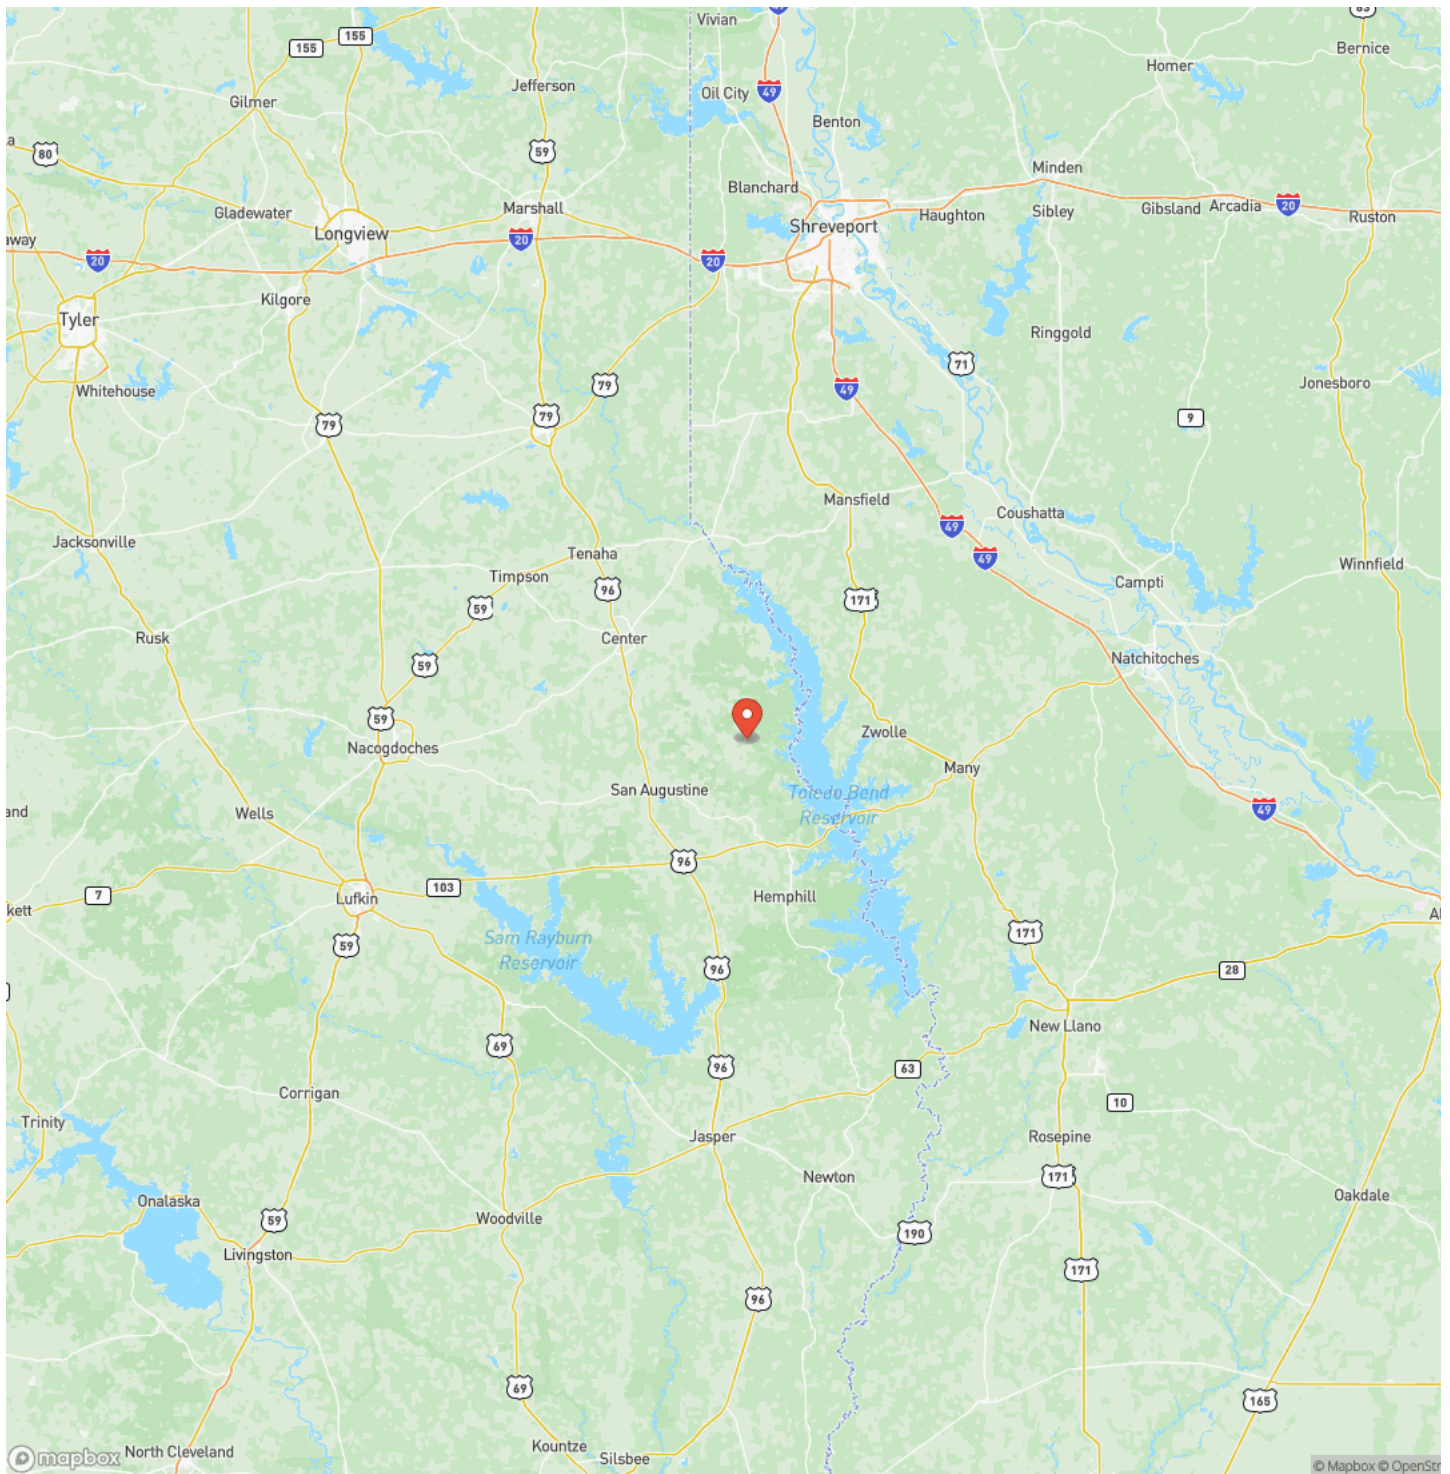 Vivian
63
155
155
Bernice
Homer
Jefferson
Oil City
49
Gilmer
Benton
80
59
Minden
Blanchard
Gladewater
Marshall
Haughton
Sibley
Gibsland
Arcadia
20
Ruston
Longview
Shreveport
away
20
20
20
Kilgore
Tyler
Ringgold
71
Whitehouse
79
49
Jonesboro
79
79
9
Mansfield
Coushatta
49
Jacksonville
Tenaha
49
Timpson
96
Winnfield
Campti
59
171
Rusk
Center
59
Natchitoches
59
Nacogdoches
Zwolle
Many
San Augustine
Toledo Bend
Reservoir
and
Wells
49
96
7
103
Lufkin
Hemphill
kett
Al
59
171
Sam Rayburn
Reservoir
96
28
New Llano
69
96
63
Corrigan
10
Trinity
Jasper
Rosepine
Newton
171
Onalaska
Oakdale
59
Woodville
190
Livingston
171
96
69
165
Kountze
North Cleveland
Silsbee
mapbox
© Mapbox © OpenStr